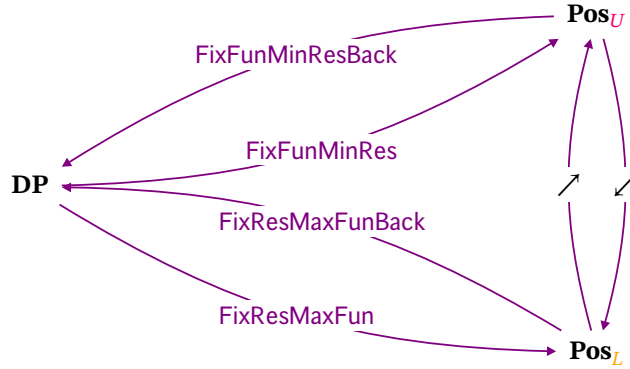 Pos_U
FixFunMinResBack
FixFunMinRes
DP
↗ ↙
FixResMaxFunBack
FixResMaxFun
Pos_L